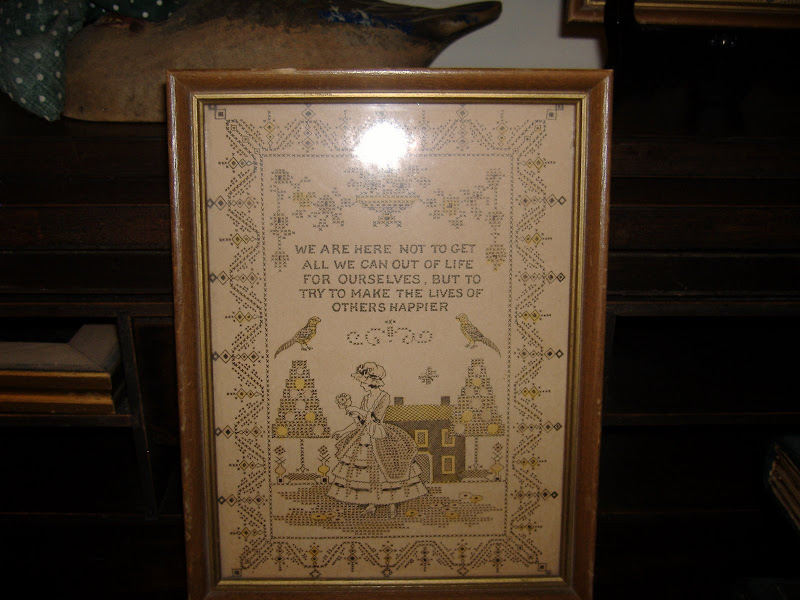 WE ARE HERE NOT TO GET
ALL WE CAN OUT OF LIFE
FOR OURSELVES, BUT TO
TRY TO MAKE THE LIVES OF
OTHERS HAPPIER